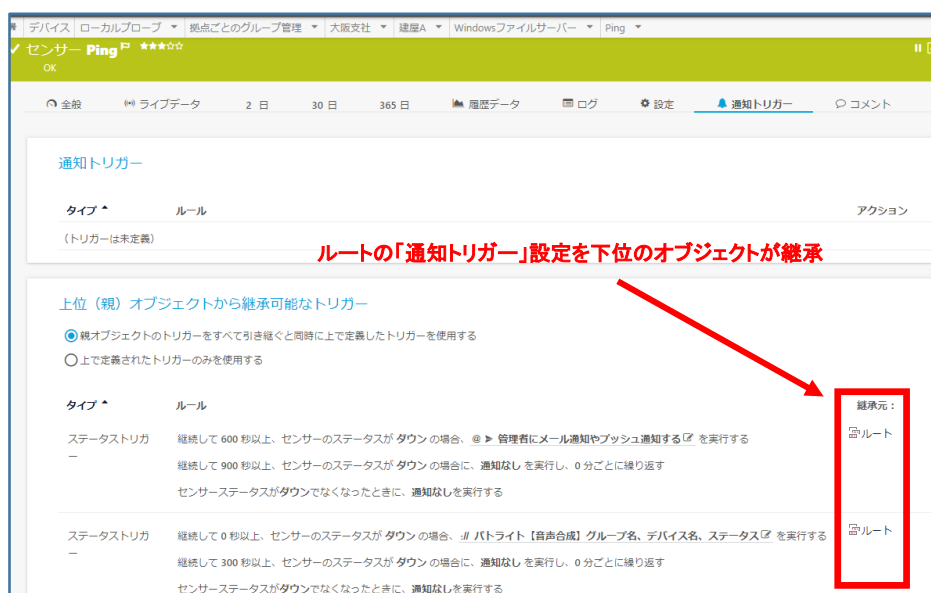 デバイス ローカルプローブ 拠点ごとのグループ管理 大阪支社 建屋A Windowsファイルサーバー Ping
センサー Ping
OK
全般 ライブデータ 2 日 30 日 365 日 履歴データ ログ 設定 通知トリガー コメント
通知トリガー
タイプ ルール アクション
(トリガーは未定義)
ルートの「通知トリガー」設定を下位のオブジェクトが継承
上位（親）オブジェクトから継承可能なトリガー
親オブジェクトのトリガーをすべて引き継ぐと同時に上で定義したトリガーを使用する
上で定義されたトリガーのみを使用する
タイプ ルール 継承元：
ステータストリガー 継続して 600 秒以上、センサーのステータスが ダウン の場合、@ 管理者にメール通知やプッシュ通知する を実行する ルート
継続して 900 秒以上、センサーのステータスが ダウン の場合に、通知なし を実行し、0 分ごとに繰り返す
センサーステータスがダウンでなくなったときに、通知なしを実行する
ステータストリガー 継続して 0 秒以上、センサーのステータスが ダウン の場合、:// パトライト【音声合成】グループ名、デバイス名、ステータス を実行する ルート
継続して 300 秒以上、センサーのステータスが ダウン の場合に、通知なし を実行し、0 分ごとに繰り返す
センサーステータスがダウンでなくなったときに、通知なしを実行する